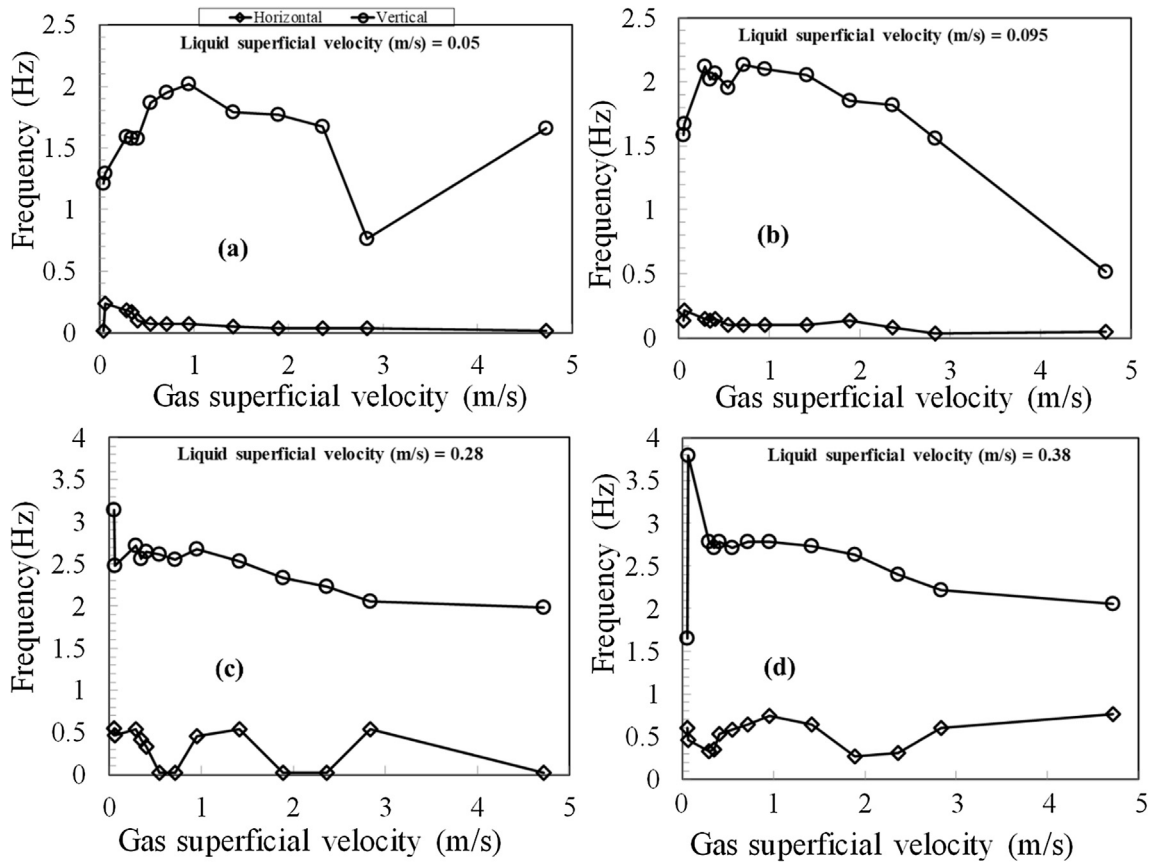 Horizontal Vertical
Liquid superficial velocity (m/s) = 0.05
Frequency (Hz)
2.5
2
1.5
1
0.5
0
(a)
0 1 2 3 4 5
Gas superficial velocity (m/s)
Liquid superficial velocity (m/s) = 0.095
Frequency(Hz)
2.5
2
1.5
1
0.5
0
(b)
0 1 2 3 4 5
Gas superficial velocity (m/s)
Liquid superficial velocity (m/s) = 0.28
Frequency(Hz)
4
3.5
3
2.5
2
1.5
1
0.5
0
(c)
0 1 2 3 4 5
Gas superficial velocity (m/s)
Liquid superficial velocity (m/s) = 0.38
Frequency (Hz)
4
3.5
3
2.5
2
1.5
1
0.5
0
(d)
0 1 2 3 4 5
Gas superficial velocity (m/s)